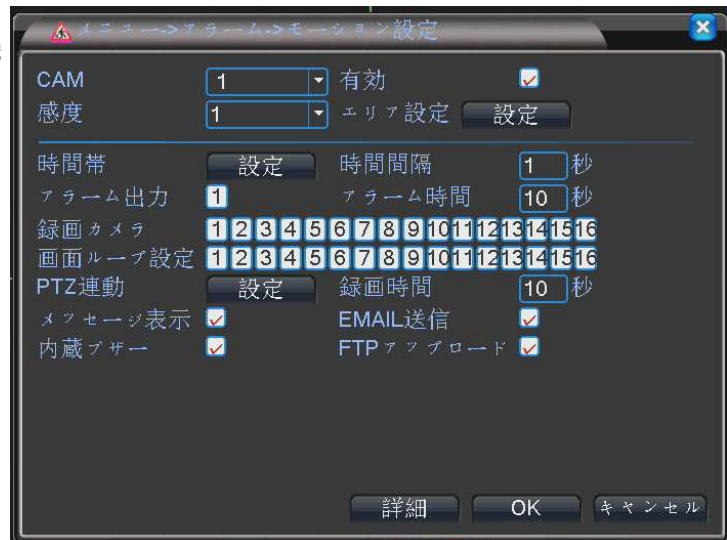 メニュー->アラーム->モーション設定
CAM 1 有効
感度 1 エリア設定 設定
時間帯 設定 時間間隔 1 秒
アラーム出力 1 アラーム時間 10 秒
録画カメラ 1 2 3 4 5 6 7 8 9 10 11 12 13 14 15 16
画面ループ設定 1 2 3 4 5 6 7 8 9 10 11 12 13 14 15 16
PTZ連動 設定 録画時間 10 秒
メッセージ表示 EMAIL送信
内蔵ブザー FTPアップロード
詳細 OK キャンセル